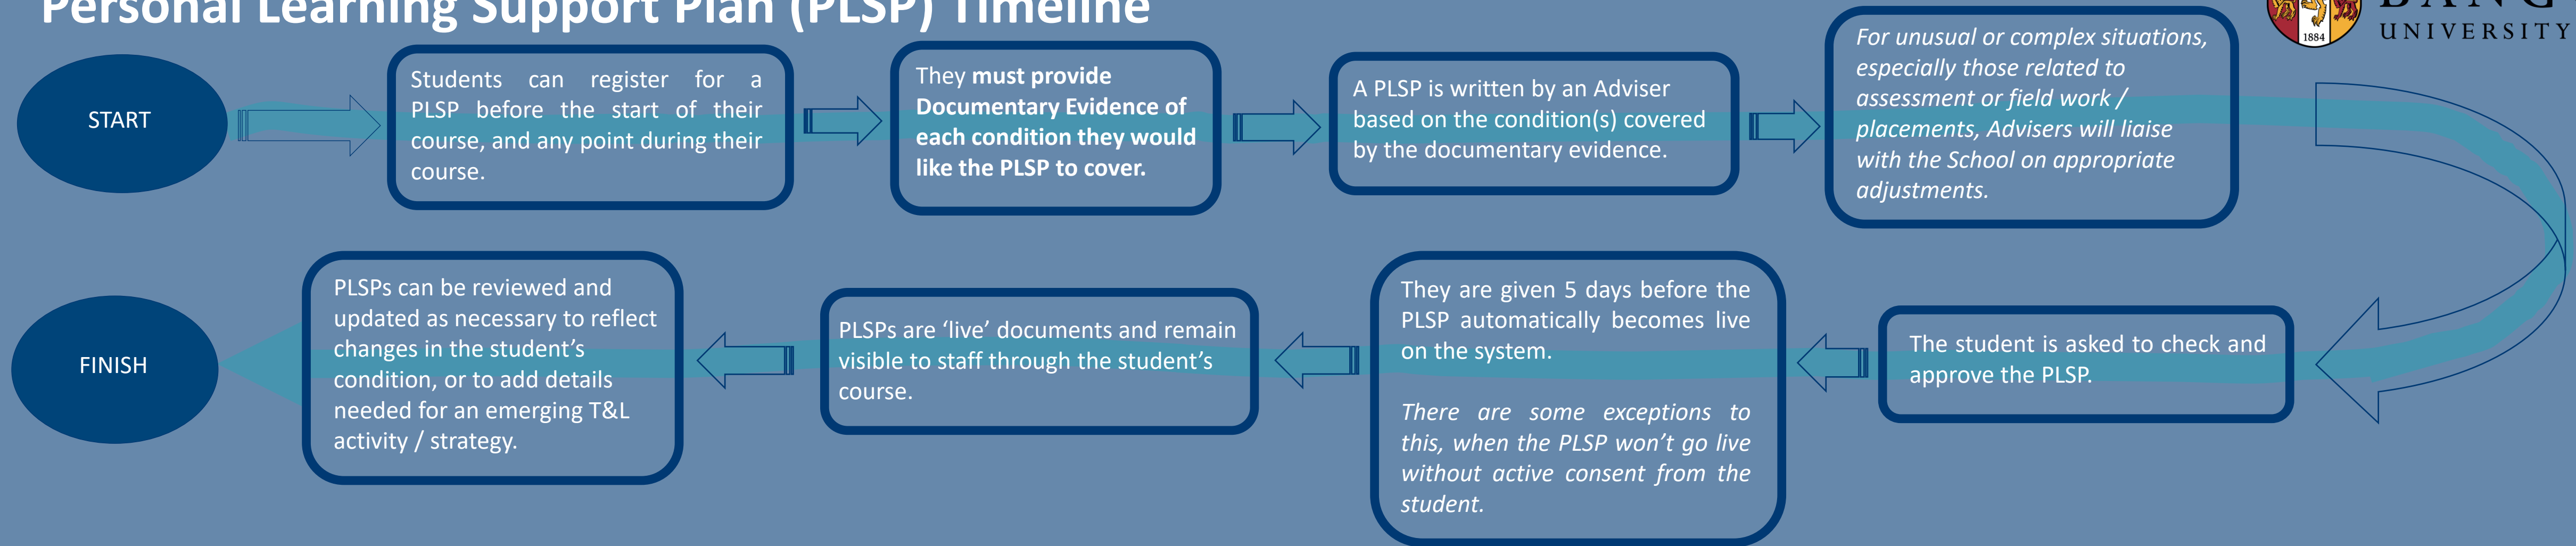 Personal Learning Support Plan (PLSP) Timeline
BANG
UNIVERSITY
1884
START
Students can register for a
PLSP before the start of their
course, and any point during their
course.
They must provide
Documentary Evidence of
each condition they would
like the PLSP to cover.
A PLSP is written by an Adviser
based on the condition(s) covered
by the documentary evidence.
For unusual or complex situations,
especially those related to
assessment or field work /
placements, Advisers will liaise
with the School on appropriate
adjustments.
The student is asked to check and
approve the PLSP.
They are given 5 days before the
PLSP automatically becomes live
on the system.
There are some exceptions to
this, when the PLSP won’t go live
without active consent from the
student.
PLSPs are ‘live’ documents and remain
visible to staff through the student’s
course.
PLSPs can be reviewed and
updated as necessary to reflect
changes in the student’s
condition, or to add details
needed for an emerging T&L
activity / strategy.
FINISH